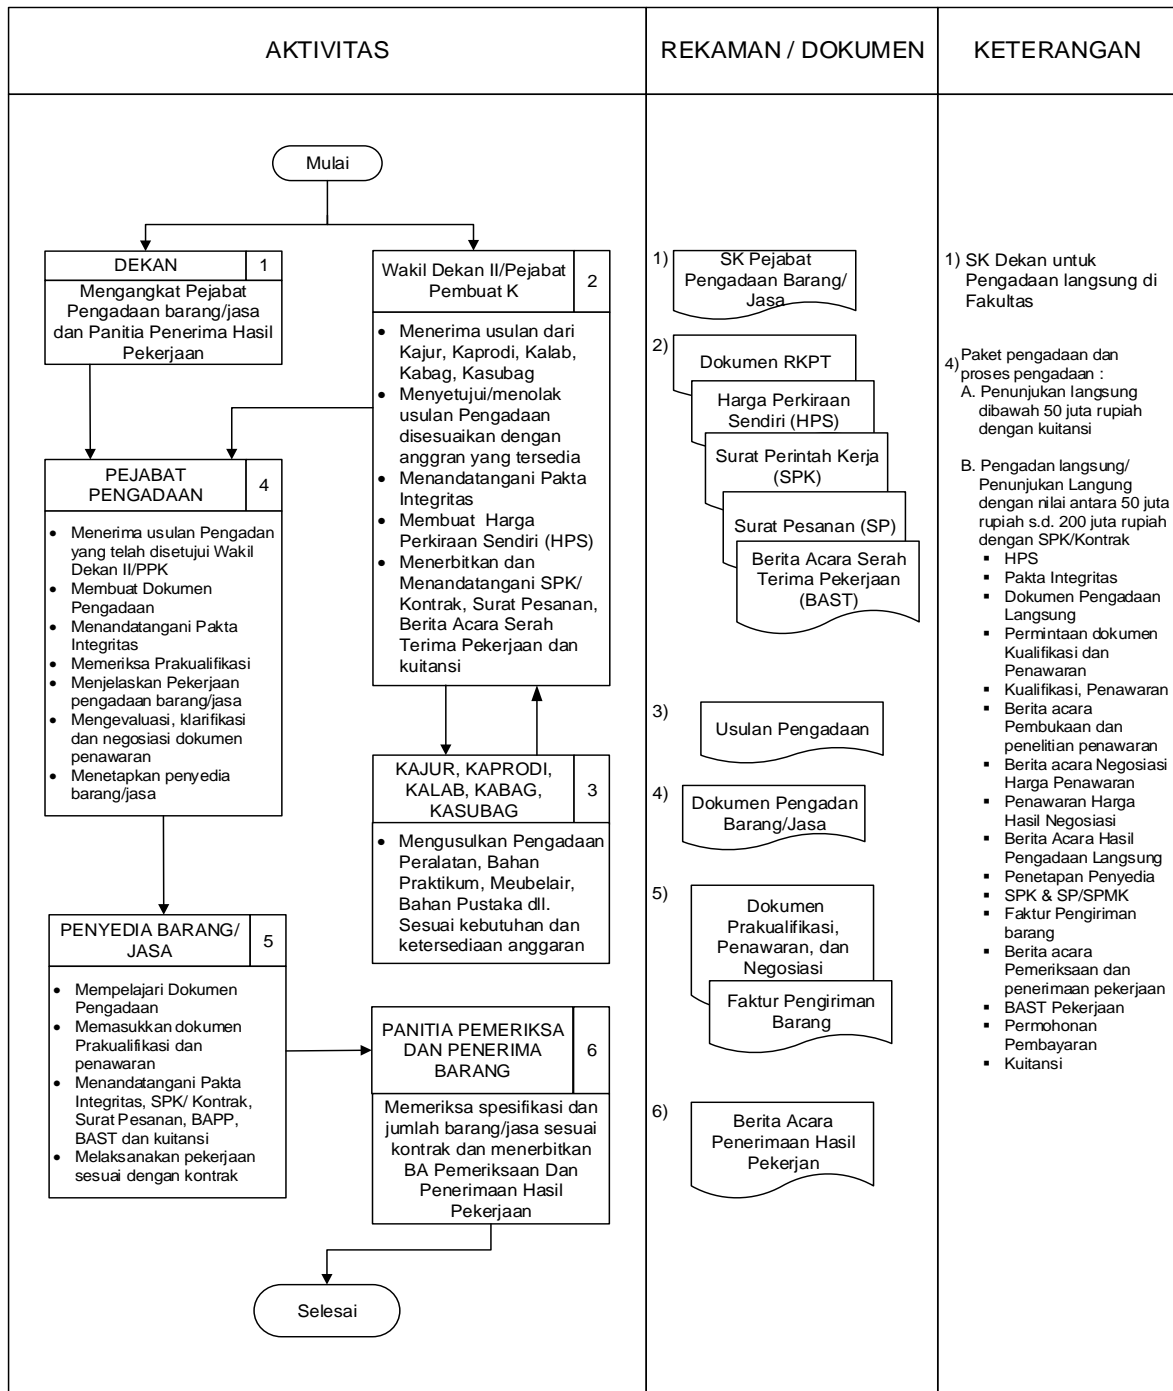 AKTIVITAS
REKAMAN / DOKUMEN
KETERANGAN
Mulai
DEKAN
1
Mengangkat Pejabat
Pengadaan barang/jasa
dan Panitia Penerima Hasil
Pekerjaan
Wakil Dekan II/Pejabat
Pembuat K
2
• Menerima usulan dari
Kajur, Kaprodi, Kalab,
Kabag, Kasubag
• Menyetujui/menolak
usulan Pengadaan
disesuaikan dengan
anggran yang tersedia
• Menandatangani Pakta
Integritas
• Membuat Harga
Perkiraan Sendiri (HPS)
• Menerbitkan dan
Menandatangani SPK/
Kontrak, Surat Pesanan,
Berita Acara Serah
Terima Pekerjaan dan
kuitansi
PEJABAT
PENGADAAN
4
• Menerima usulan Pengadan
yang telah disetujui Wakil
Dekan II/PPK
• Membuat Dokumen
Pengadaan
• Menandatangani Pakta
Integritas
• Memeriksa Prakualifikasi
• Menjelaskan Pekerjaan
pengadaan barang/jasa
• Mengevaluasi, klarifikasi
dan negosiasi dokumen
penawaran
• Menetapkan penyedia
barang/jasa
KAJUR, KAPRODI,
KALAB, KABAG,
KASUBAG
3
• Mengusulkan Pengadaan
Peralatan, Bahan
Praktikum, Meubelair,
Bahan Pustaka dll.
Sesuai kebutuhan dan
ketersediaan anggaran
PENYEDIA BARANG/
JASA
5
• Mempelajari Dokumen
Pengadaan
• Memasukkan dokumen
Prakualifikasi dan
penawaran
• Menandatangani Pakta
Integritas, SPK/ Kontrak,
Surat Pesanan, BAPP,
BAST dan kuitansi
• Melaksanakan pekerjaan
sesuai dengan kontrak
PANITIA PEMERIKSA
DAN PENERIMA
BARANG
6
Memeriksa spesifikasi dan
jumlah barang/jasa sesuai
kontrak dan menerbitkan
BA Pemeriksaan Dan
Penerimaan Hasil
Pekerjaan
Selesai
1)
SK Pejabat
Pengadaan Barang/
Jasa
2)
Dokumen RKPT
Harga Perkiraan
Sendiri (HPS)
Surat Perintah Kerja
(SPK)
Surat Pesanan (SP)
Berita Acara Serah
Terima Pekerjaan
(BAST)
3)
Usulan Pengadaan
4)
Dokumen Pengadan
Barang/Jasa
5)
Dokumen
Prakualifikasi,
Penawaran, dan
Negosiasi
Faktur Pengiriman
Barang
6)
Berita Acara
Penerimaan Hasil
Pekerjan
1) SK Dekan untuk
Pengadaan langsung di
Fakultas
4) Paket pengadaan dan
proses pengadaan :
A. Penunjukan langsung
dibawah 50 juta rupiah
dengan kuitansi
B. Pengadan langsung/
Penunjukan Langung
dengan nilai antara 50 juta
rupiah s.d. 200 juta rupiah
dengan SPK/Kontrak
▪ HPS
▪ Pakta Integritas
▪ Dokumen Pengadaan
Langsung
▪ Permintaan dokumen
Kualifikasi dan
Penawaran
▪ Kualifikasi, Penawaran
▪ Berita acara
Pembukaan dan
penelitian penawaran
▪ Berita acara Negosiasi
Harga Penawaran
▪ Penawaran Harga
Hasil Negosiasi
▪ Berita Acara Hasil
Pengadaan Langsung
▪ Penetapan Penyedia
▪ SPK & SP/SPMK
▪ Faktur Pengiriman
barang
▪ Berita acara
Pemeriksaan dan
penerimaan pekerjaan
▪ BAST Pekerjaan
▪ Permohonan
Pembayaran
▪ Kuitansi